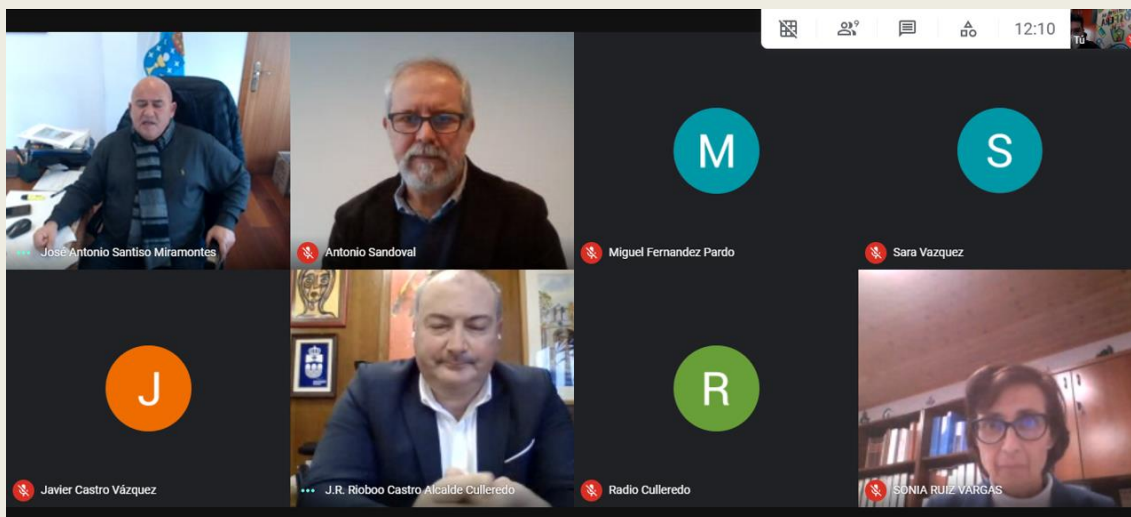 9
12:10
Tú
José Antonio Santiso Miramontes
Antonio Sandoval
M
Miguel Fernandez Pardo
S
Sara Vazquez
J
Javier Castro Vázquez
J.R. Rioboo Castro Alcalde Culleredo
R
Radio Culleredo
SONIA RUIZ VARGAS